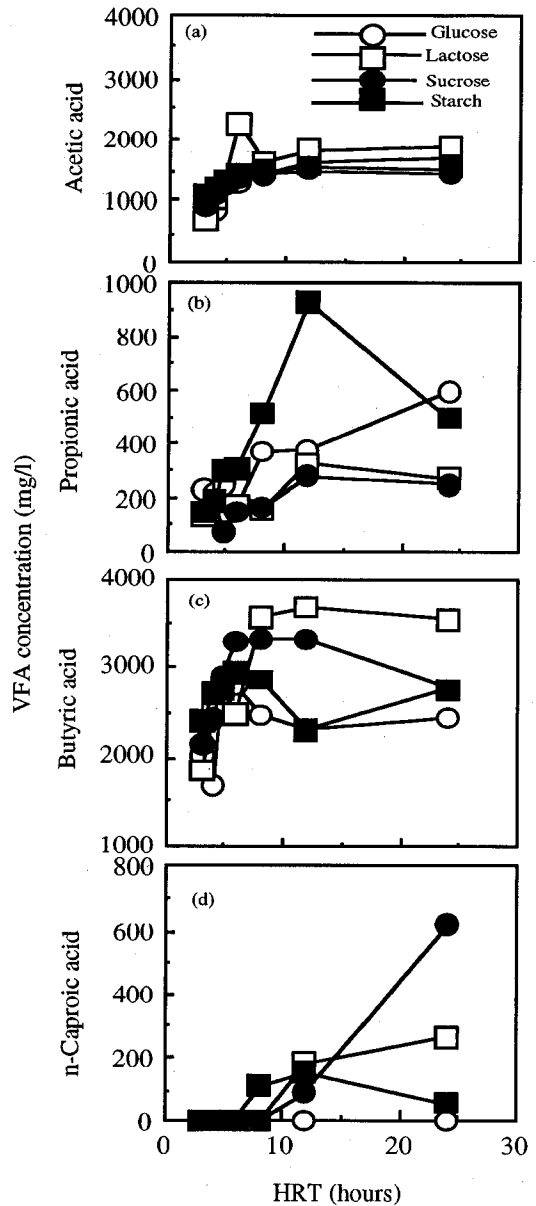 4000
(a)
Glucose
Lactose
Sucrose
Starch
3000
2000
1000
0
Acetic acid
1000
(b)
800
600
400
200
0
Propionic acid
VFA concentration (mg/l)
4000
(c)
3000
2000
1000
Butyric acid
800
(d)
600
400
200
0
n-Caproic acid
0
10
20
30
HRT (hours)